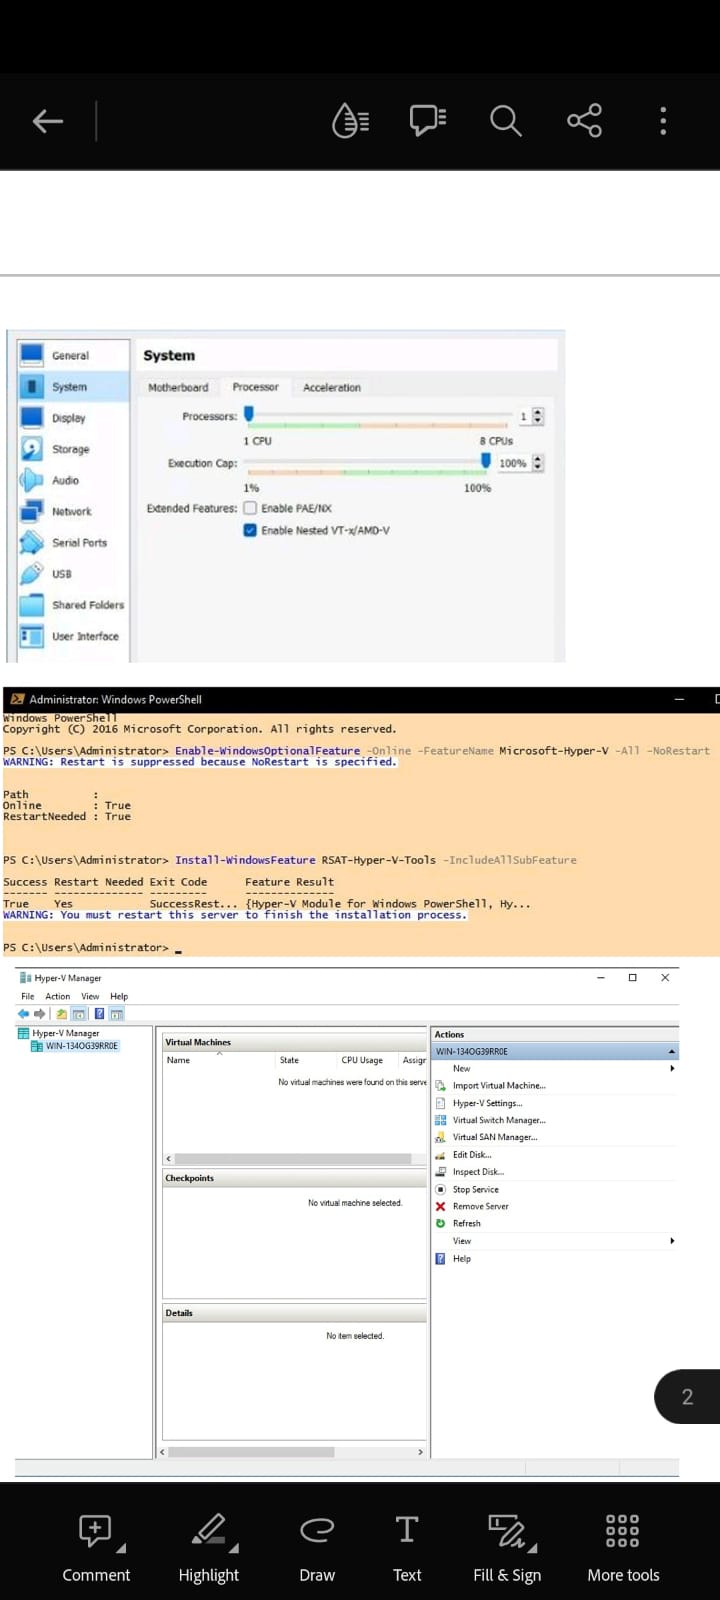 General
System
Display
Storage
Audio
Network
Serial Ports
USB
Shared Folders
User Interface
System
Motherboard Processor Acceleration
Processors: 1
1 CPU 8 CPUs
Execution Cap: 100%
1% 100%
Extended Features: Enable PAE/NX
Enable Nested VT-x/AMD-V
Administrator: Windows PowerShell
Windows PowerShell
Copyright (C) 2016 Microsoft Corporation. All rights reserved.
PS C:\Users\Administrator> Enable-WindowsOptionalFeature -Online -FeatureName Microsoft-Hyper-V -All -NoRestart
WARNING: Restart is suppressed because NoRestart is specified.
Path :
Online : True
RestartNeeded : True
PS C:\Users\Administrator> Install-WindowsFeature RSAT-Hyper-V-Tools -IncludeAllSubFeature
Success Restart Needed Exit Code Feature Result
------- -------------- --------- --------------
True Yes SuccessRest... {Hyper-V Module for Windows PowerShell, Hy...
WARNING: You must restart this server to finish the installation process.
PS C:\Users\Administrator> _
Hyper-V Manager
File Action View Help
Hyper-V Manager
WIN-134OG39RR0E
Virtual Machines
Name State CPU Usage Assigr
No virtual machines were found on this serve
Checkpoints
No virtual machine selected.
Details
No item selected.
Actions
WIN-134OG39RR0E
New
Import Virtual Machine...
Hyper-V Settings...
Virtual Switch Manager...
Virtual SAN Manager...
Edit Disk...
Inspect Disk...
Stop Service
Remove Server
Refresh
View
Help
2
Comment Highlight Draw Text Fill & Sign More tools